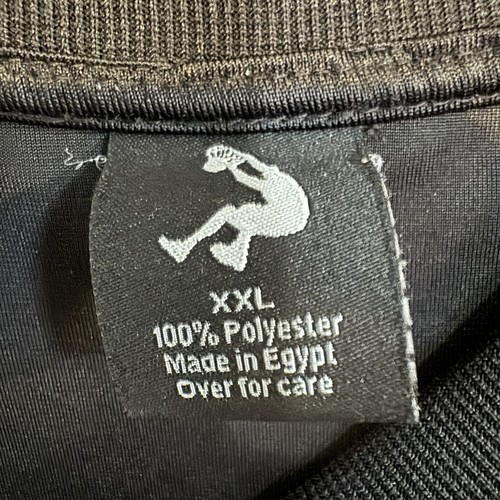 XXL
100% Polyester
Made in Egypt
Over for care